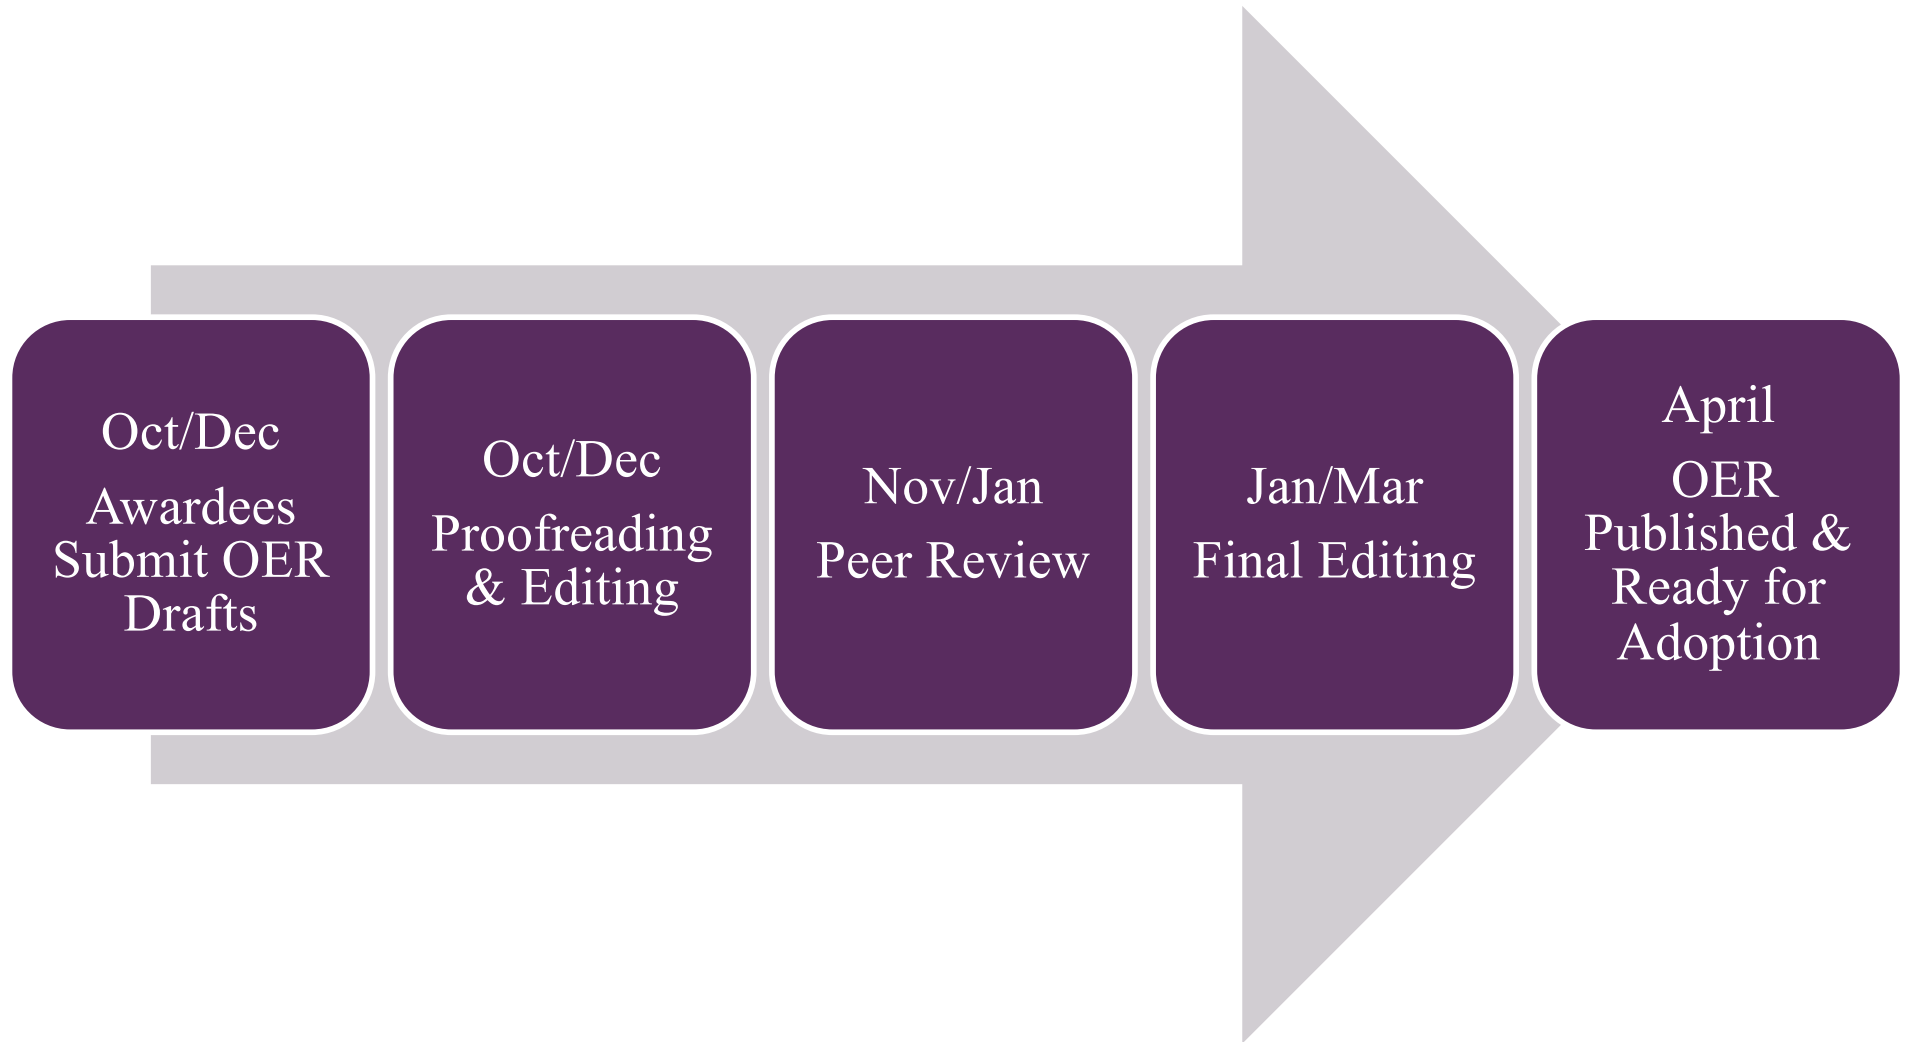 Oct/Dec
Awardees
Submit OER
Drafts
Oct/Dec
Proofreading
& Editing
Nov/Jan
Peer Review
Jan/Mar
Final Editing
April
OER
Published &
Ready for
Adoption